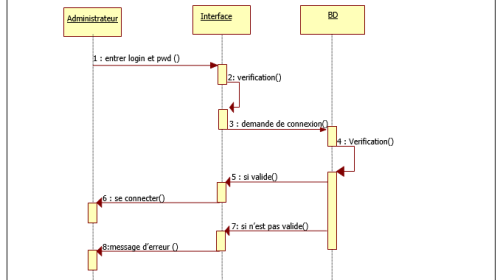 Administrateur
Interface
BD
1 : entrer login et pwd ()
2: verification()
3 : demande de connexion()
4 : Verification()
5 : si valide()
6 : se connecter()
7: si n'est pas valide()
8:message d'erreur ()